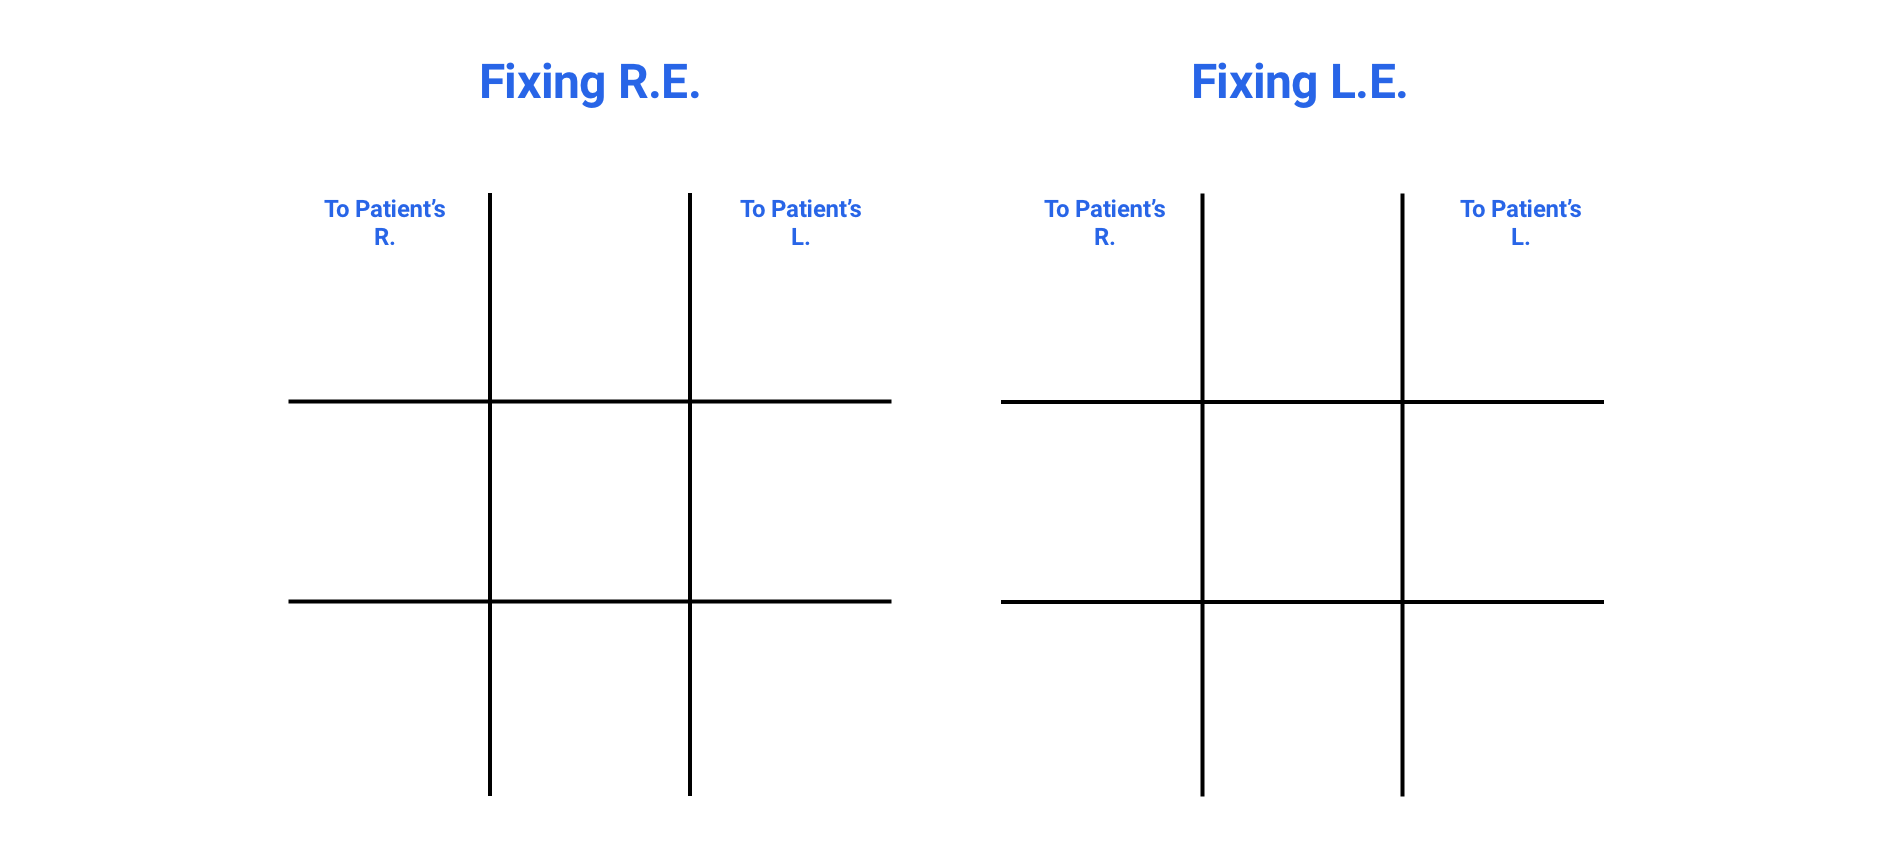 Fixing R.E.
Fixing L.E.
To Patient’s
R.
To Patient’s
L.
To Patient’s
R.
To Patient’s
L.